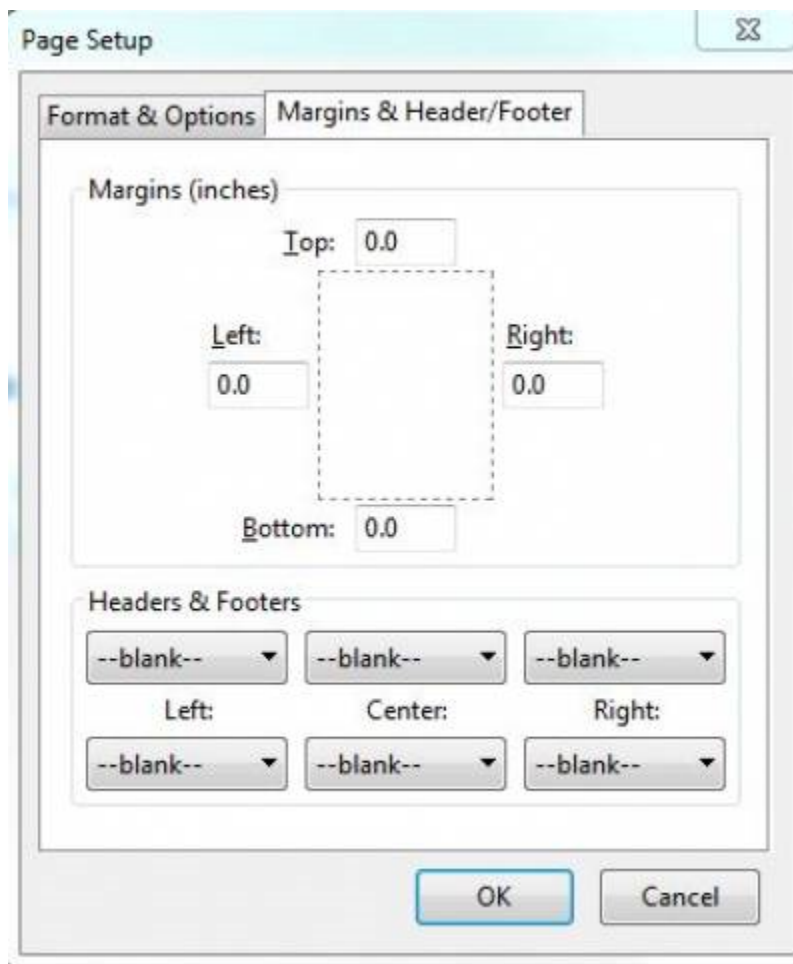 Page Setup
Format & Options Margins & Header/Footer
Margins (inches)
Top: 0.0
Left: Right:
0.0 0.0
Bottom: 0.0
Headers & Footers
--blank-- --blank-- --blank--
Left: Center: Right:
--blank-- --blank-- --blank--
OK Cancel